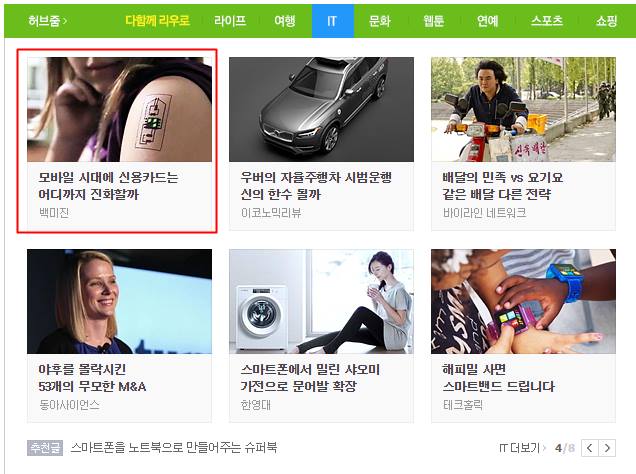 허브줌 > 다함께 리우로 라이프 여행 IT 문화 웹툰 연예 스포츠 쇼핑
모바일 시대에 신용카드는
어디까지 진화할까
백미진
우버의 자율주행차 시범운행
신의 한수 될까
이코노믹리뷰
배달의 민족 vs 요기요
같은 배달 다른 전략
바이라인 네트워크
야후를 몰락시킨
53개의 무모한 M&A
동아사이언스
스마트폰에서 밀린 샤오미
가전으로 문어발 확장
한영대
해피밀 사면
스마트밴드 드립니다
테크홀릭
추천글 스마트폰을 노트북으로 만들어주는 슈퍼북
IT 더보기 > 4/8 < >